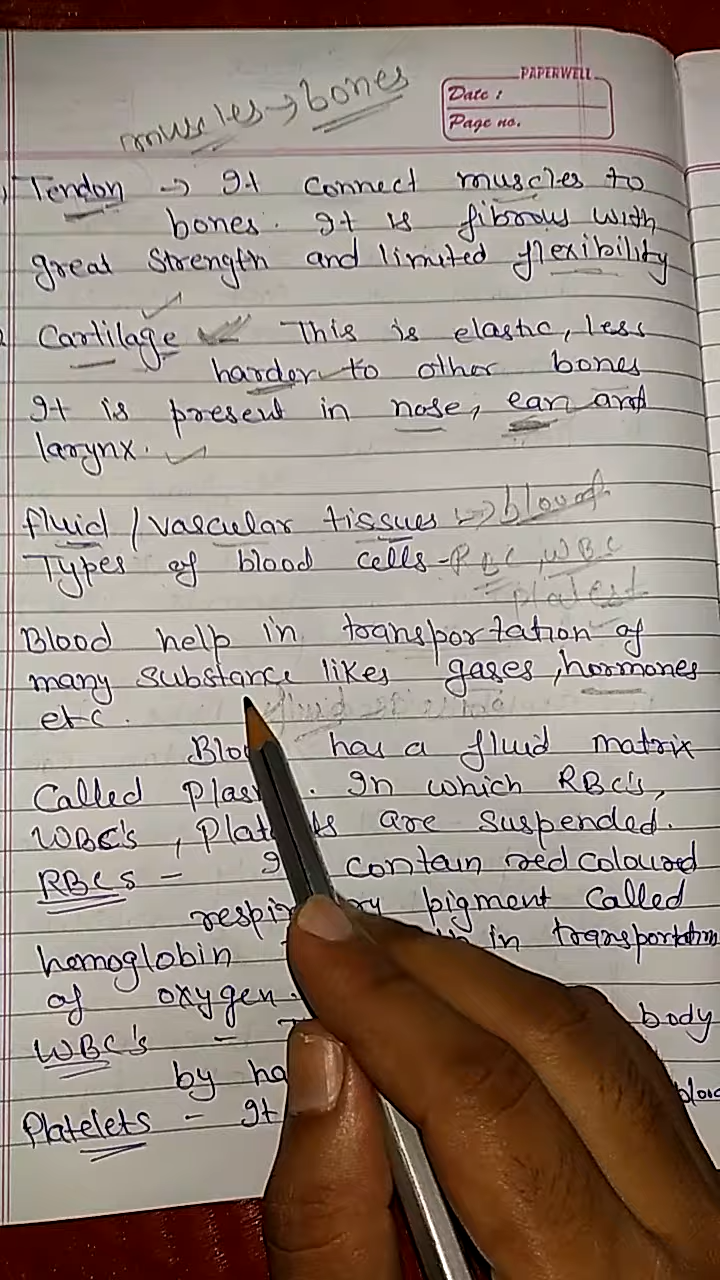 muscles → bones
PAPERWELL
Date :
Page no.
Tendon → It connect muscles to
bones. It is fibrous with
great strength and limited flexibility
Cartilage This is elastic, less
harder to other bones
It is present in nose, ear and
larynx.
fluid / vascular tissues → blood
Types of blood cells - RBC, WBC
Blood help in transportation of
many substance likes gases, hormones
etc.
has a fluid matrix
Called In which RBC's,
WBC's, are suspended.
RBCs - contain red coloured
pigment called
hemoglobin in transportation
of oxygen.
WBC's - body
by
Platelets - It